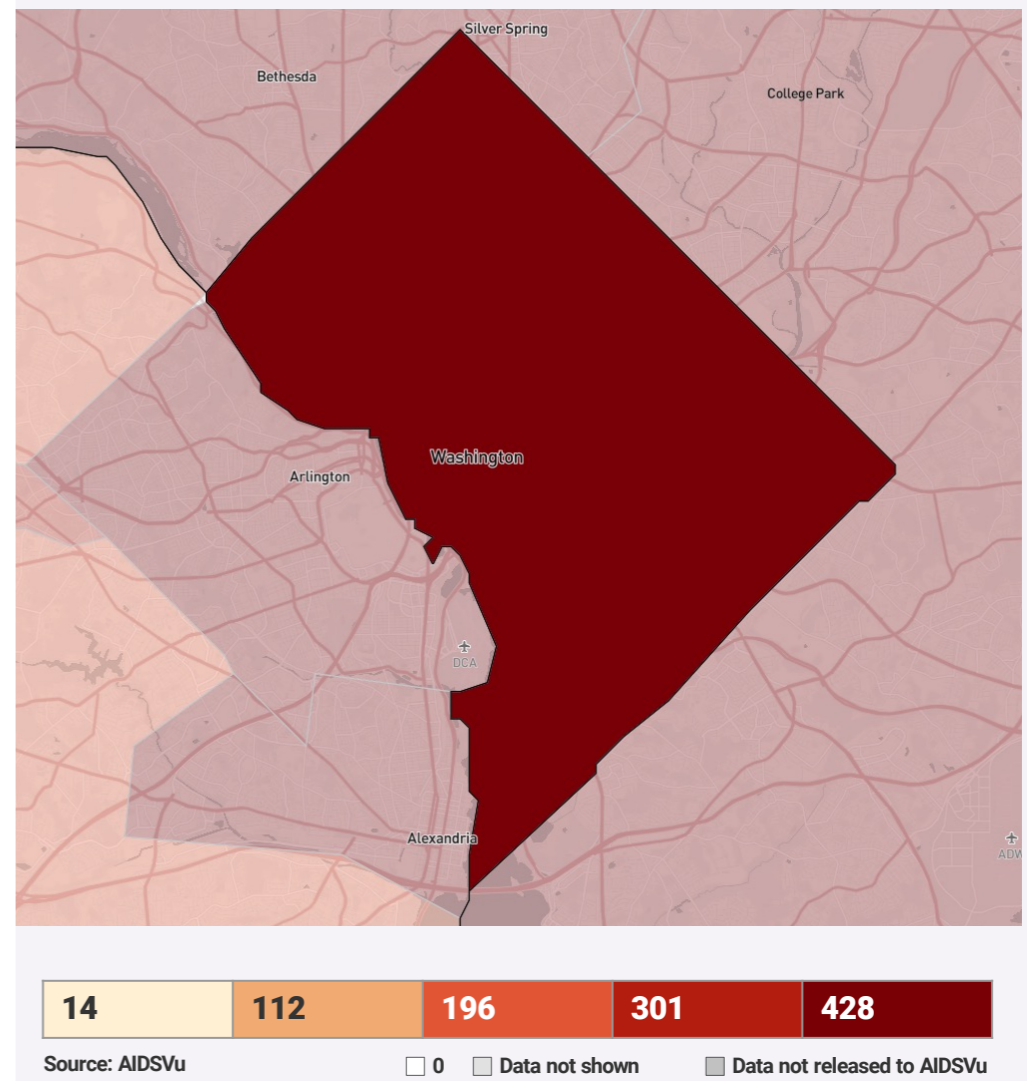 Silver Spring
Bethesda
College Park
Washington
Arlington
DCA
Alexandria
ADW
14 112 196 301 428
Source: AIDSVu 0 Data not shown Data not released to AIDSVu